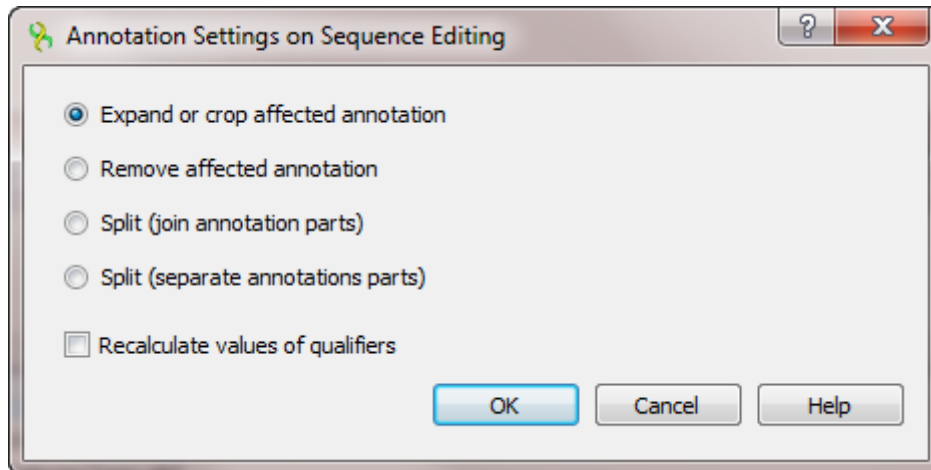 Annotation Settings on Sequence Editing
?
X
Expand or crop affected annotation
Remove affected annotation
Split (join annotation parts)
Split (separate annotations parts)
Recalculate values of qualifiers
OK Cancel Help